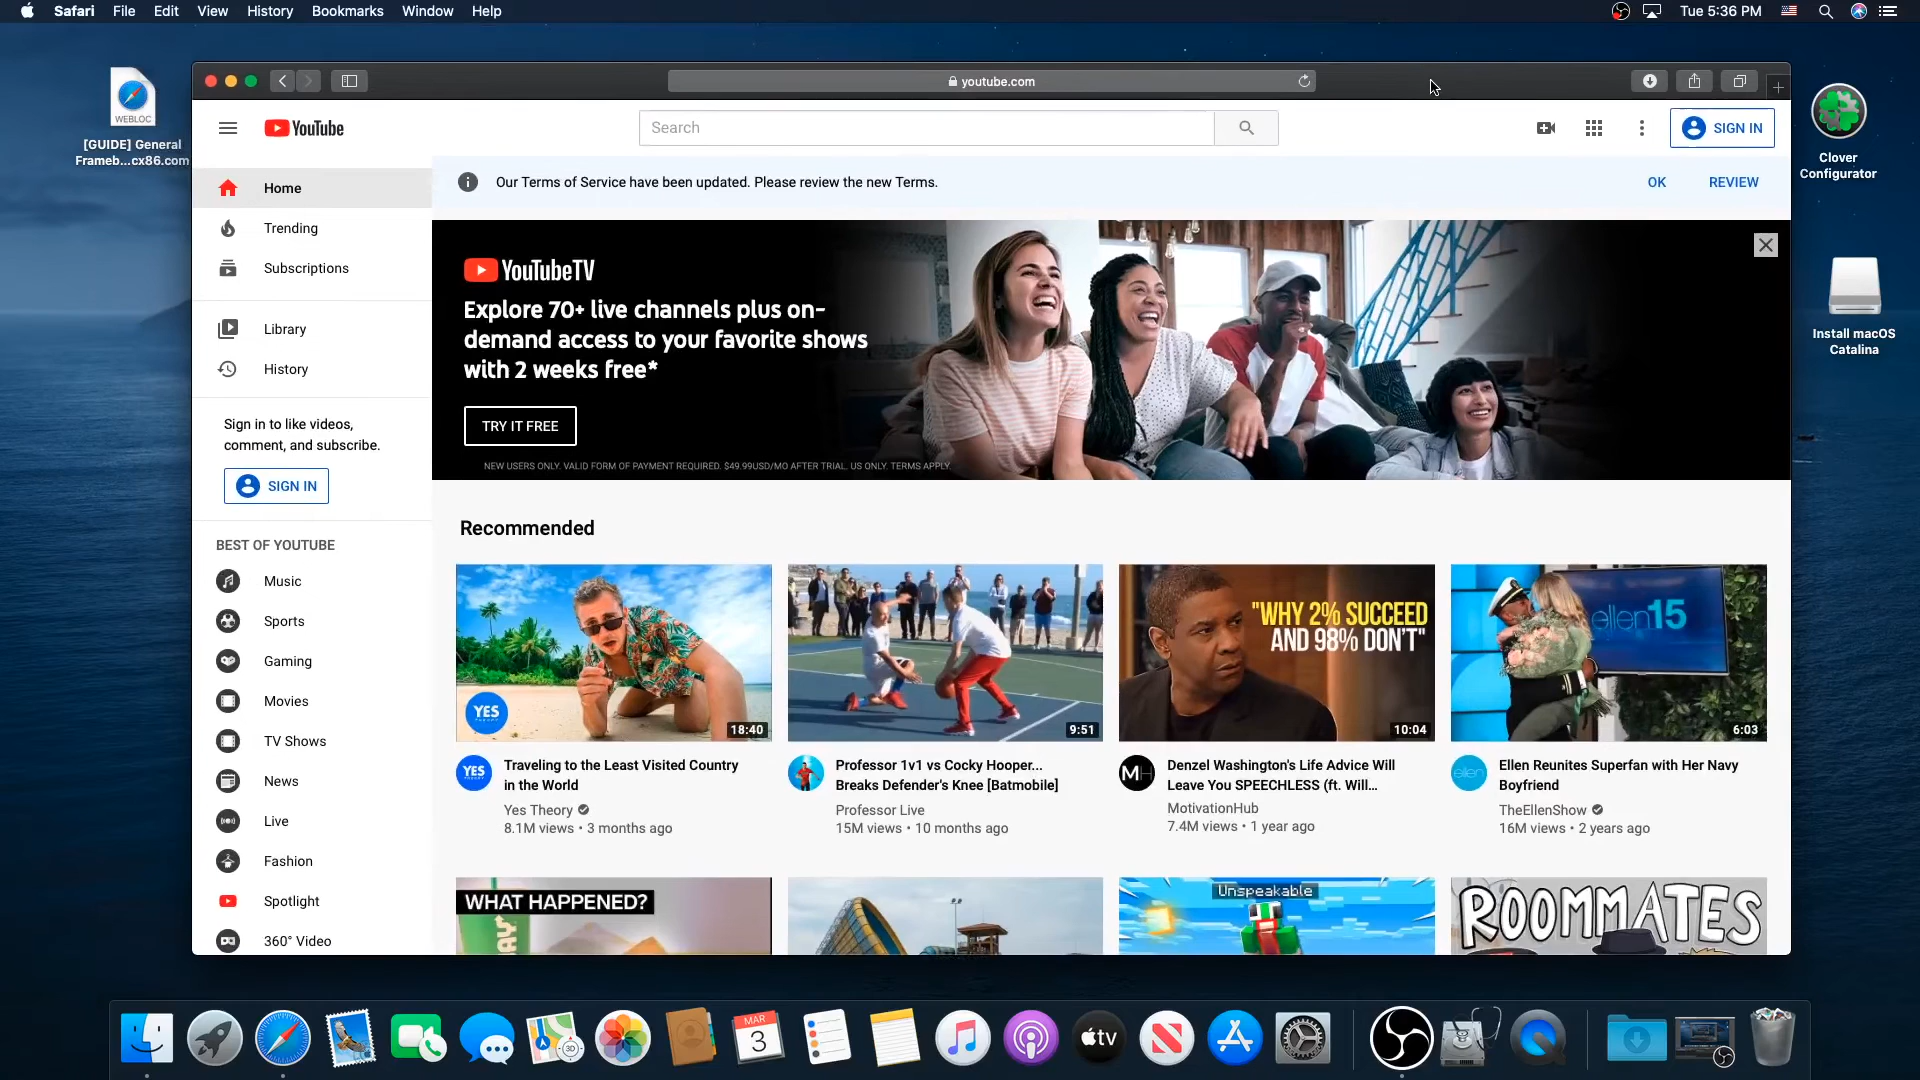 Safari File Edit View History Bookmarks Window Help
Tue 5:36 PM
WEBLOC
[GUIDE] General
Frameb...cx86.com
youtube.com
YouTube
Search
SIGN IN
Clover
Configurator
Install macOS
Catalina
Home
Trending
Subscriptions
Library
History
Sign in to like videos,
comment, and subscribe.
SIGN IN
BEST OF YOUTUBE
Music
Sports
Gaming
Movies
TV Shows
News
Live
Fashion
Spotlight
360° Video
Our Terms of Service have been updated. Please review the new Terms.
OK
REVIEW
YouTubeTV
Explore 70+ live channels plus on-
demand access to your favorite shows
with 2 weeks free*
TRY IT FREE
NEW USERS ONLY. VALID FORM OF PAYMENT REQUIRED. $49.99USD/MO AFTER TRIAL. US ONLY. TERMS APPLY.
Recommended
YES
18:40
YES
Traveling to the Least Visited Country
in the World
Yes Theory
8.1M views • 3 months ago
9:51
Professor 1v1 vs Cocky Hooper...
Breaks Defender's Knee [Batmobile]
Professor Live
15M views • 10 months ago
"WHY 2% SUCCEED
AND 98% DON'T"
10:04
MH
Denzel Washington's Life Advice Will
Leave You SPEECHLESS (ft. Will...
MotivationHub
7.4M views • 1 year ago
ellen15
6:03
ellen
Ellen Reunites Superfan with Her Navy
Boyfriend
TheEllenShow
16M views • 2 years ago
WHAT HAPPENED?
Unspeakable
ROOMMATES
3D
MAR
3
tv